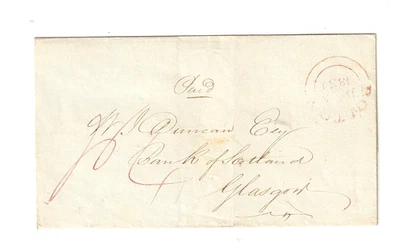 Paid
Duncan Esq
Bank of Scotland
Glasgow